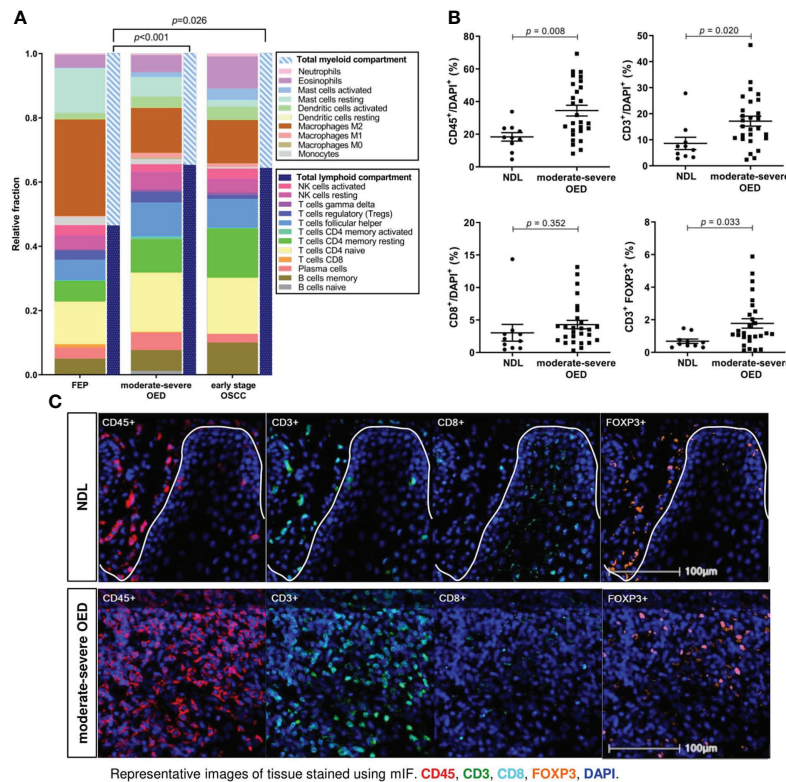 A
p=0.026
p<0.001
Relative fraction
1.0
0.8
0.6
0.4
0.2
0.0
FEP
moderate-severe
OED
early stage
OSCC
Total myeloid compartment
Neutrophils
Eosinophils
Mast cells activated
Mast cells resting
Dendritic cells activated
Dendritic cells resting
Macrophages M2
Macrophages M1
Macrophages M0
Monocytes
Total lymphoid compartment
NK cells activated
NK cells resting
T cells gamma delta
T cells regulatory (Tregs)
T cells follicular helper
T cells CD4 memory activated
T cells CD4 memory resting
T cells CD4 naive
T cells CD8
Plasma cells
B cells memory
B cells naive
B
p = 0.008
CD45+/DAPI+ (%)
80
60
40
20
0
NDL
moderate-severe
OED
p = 0.020
CD3+/DAPI+ (%)
50
40
30
20
10
0
NDL
moderate-severe
OED
p = 0.352
CD8+/DAPI+ (%)
20
15
10
5
0
NDL
moderate-severe
OED
p = 0.033
CD3+ FOXP3+ (%)
8
6
4
2
0
NDL
moderate-severe
OED
C
NDL
CD45+
CD3+
CD8+
FOXP3+
100µm
moderate-severe OED
CD45+
CD3+
CD8+
FOXP3+
100µm
Representative images of tissue stained using mIF. CD45, CD3, CD8, FOXP3, DAPI.